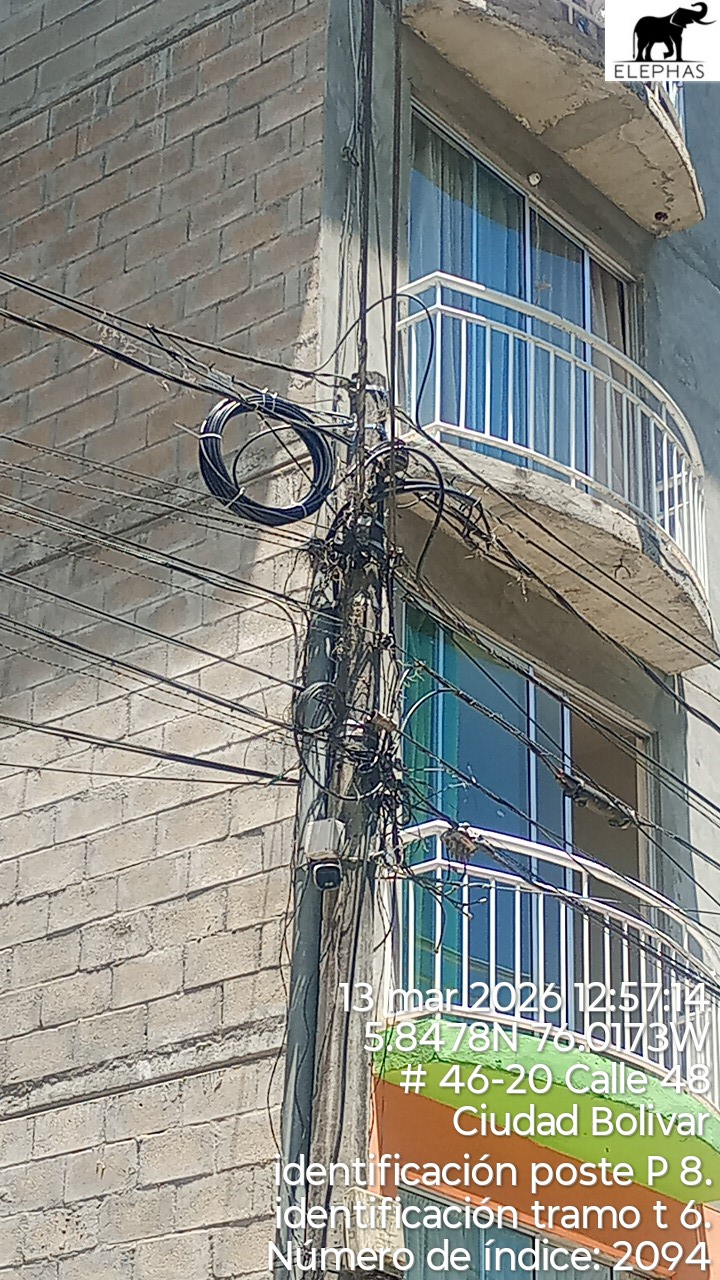 ELEPHAS
13 mar 2026 12:57:14
5.8478N 76.0173W
# 46-20 Calle 48
Ciudad Bolivar
identificación poste P 8.
identificación tramo t 6.
Número de índice: 2094